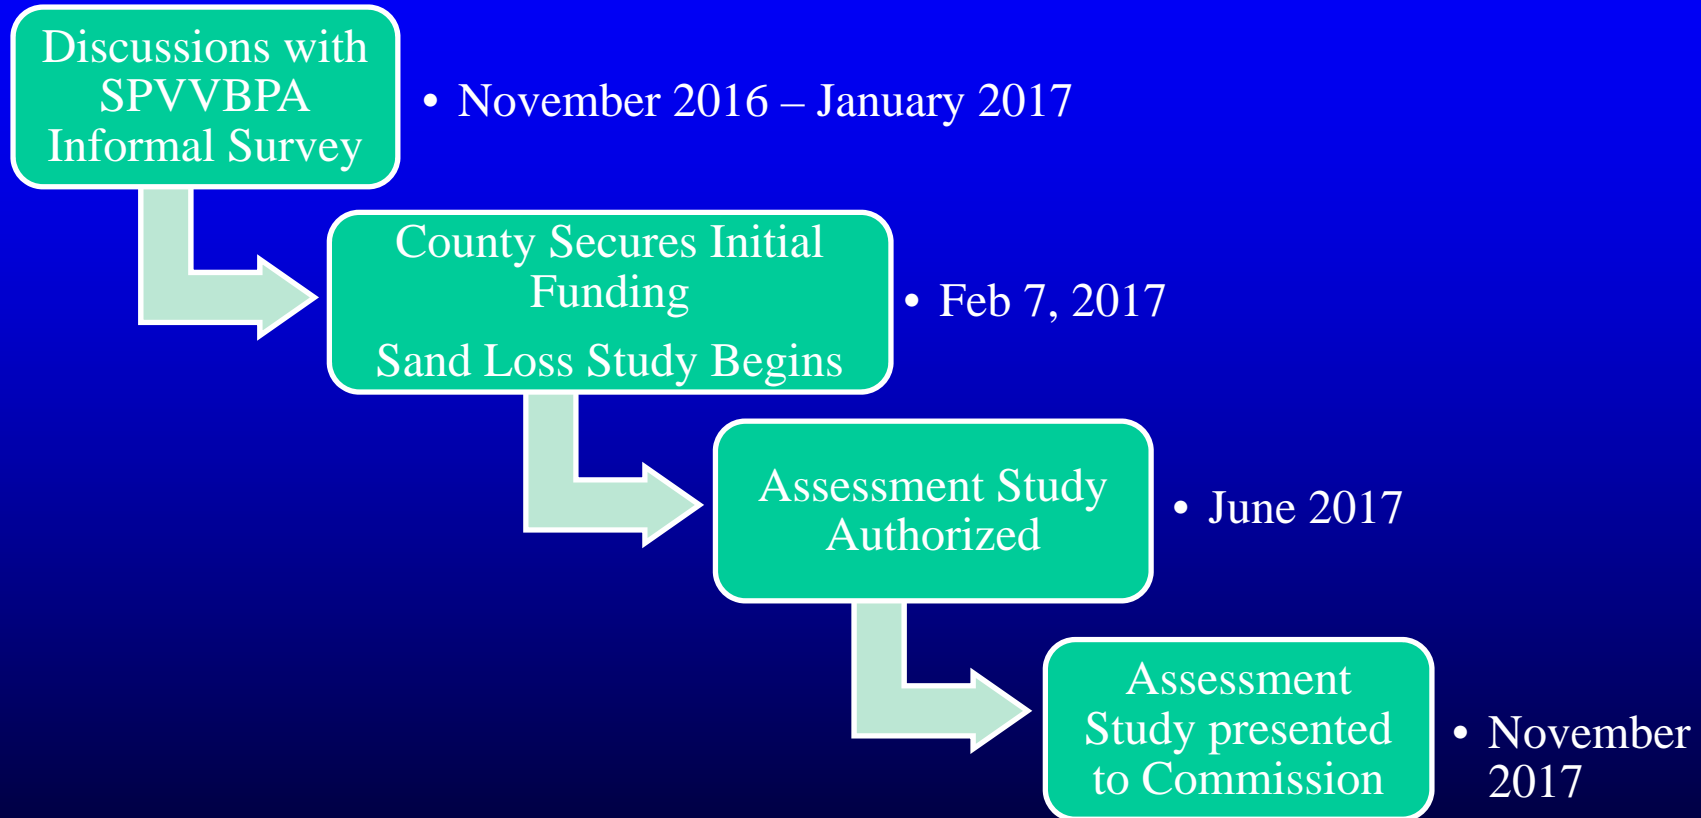 Discussions with
SPVVBPA
Informal Survey
• November 2016 – January 2017
County Secures Initial
Funding
Sand Loss Study Begins
• Feb 7, 2017
Assessment Study
Authorized
• June 2017
Assessment
Study presented
to Commission
• November
2017